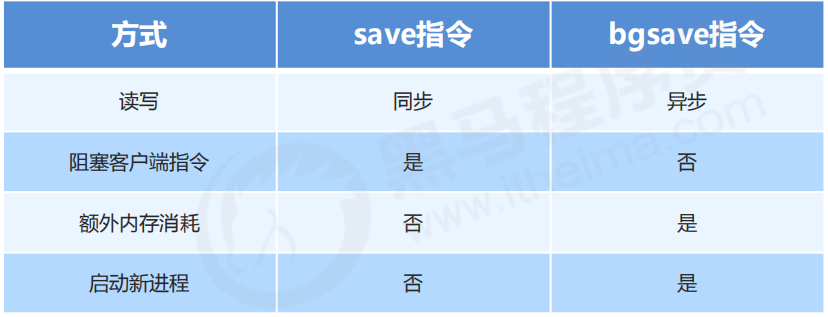 方式 save指令 bgsave指令
读写 同步 异步
阻塞客户端指令 是 否
额外内存消耗 否 是
启动新进程 否 是
黑马程序员
www.itheima.com